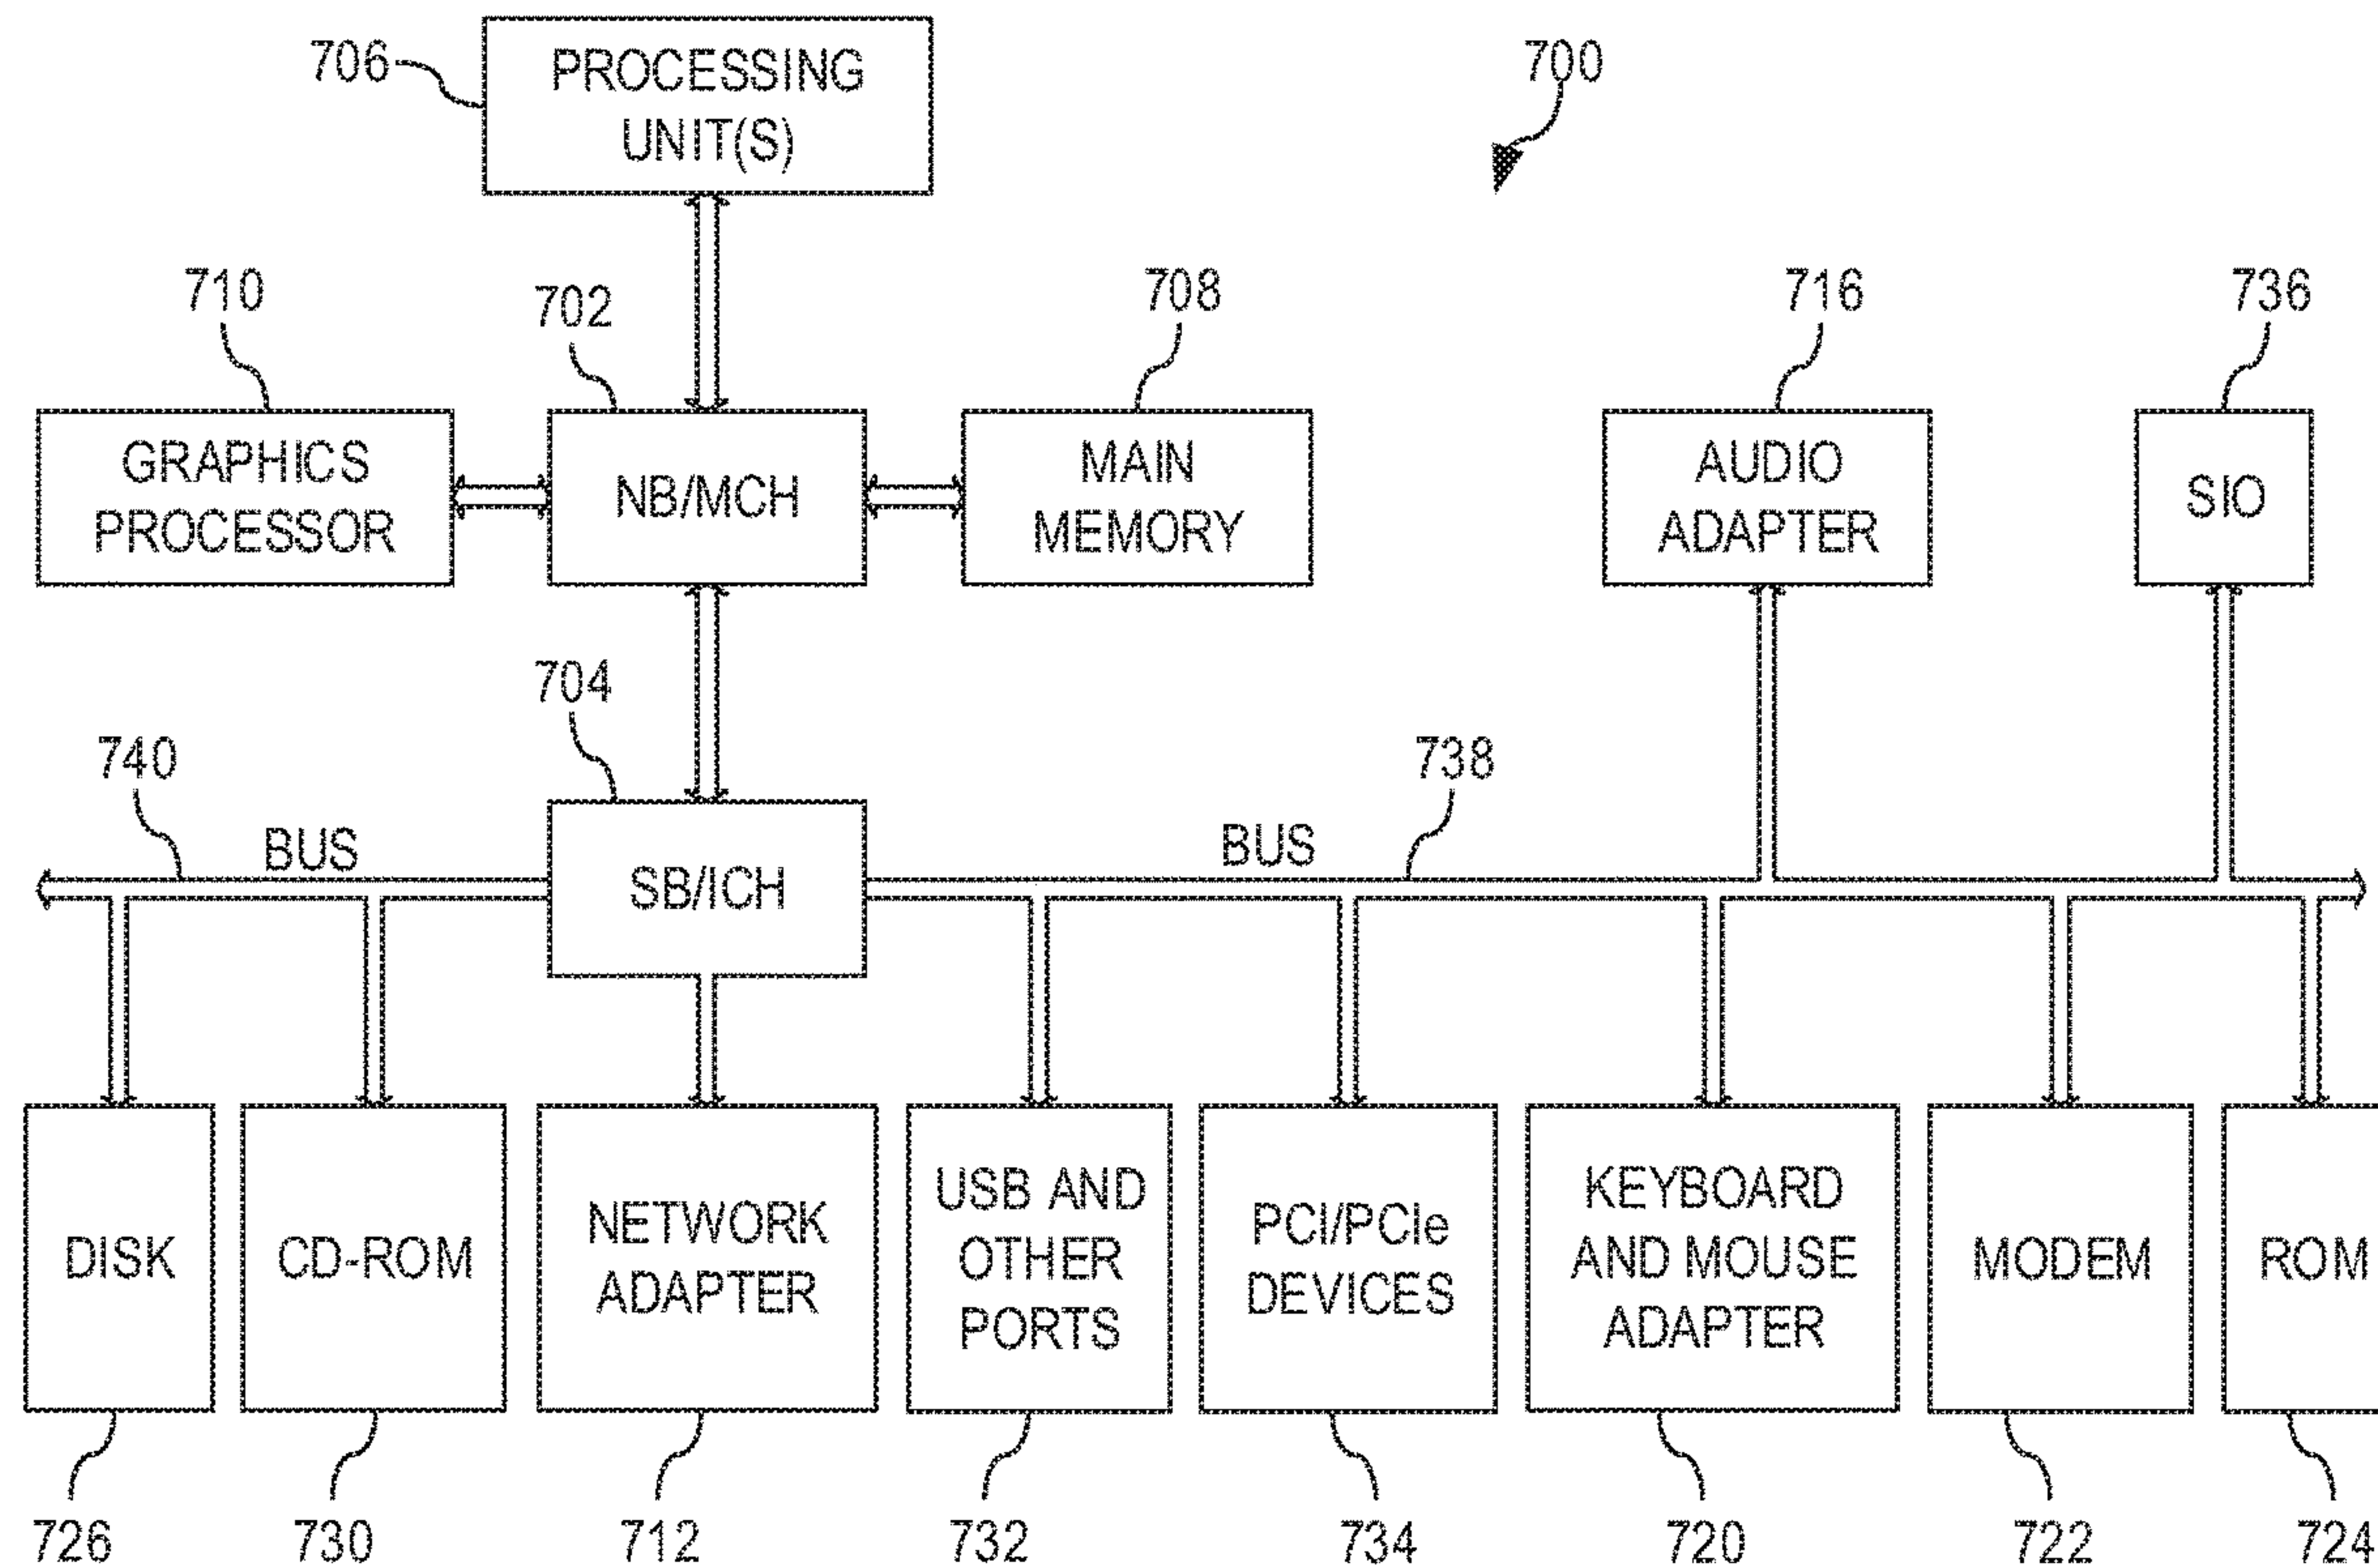 706
PROCESSING
UNIT(S)
700
710
702
708
716
736
GRAPHICS
PROCESSOR
NB/MCH
MAIN
MEMORY
AUDIO
ADAPTER
SIO
704
740
738
BUS
SB/ICH
BUS
DISK
CD-ROM
NETWORK
ADAPTER
USB AND
OTHER
PORTS
PCI/PCIe
DEVICES
KEYBOARD
AND MOUSE
ADAPTER
MODEM
ROM
726
730
712
732
734
720
722
724